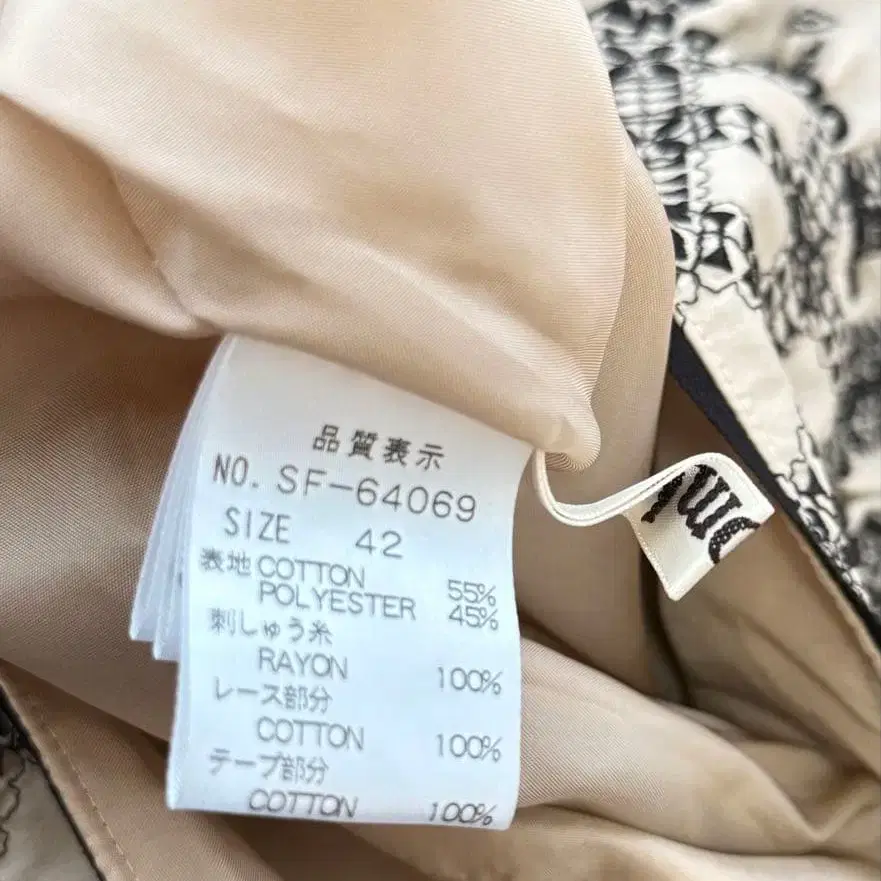 品質表示
NO. SF-64069
SIZE 42
表地 COTTON 55%
POLYESTER 45%
刺しゅう糸
RAYON 100%
レース部分
COTTON 100%
テープ部分
COTTON 100%